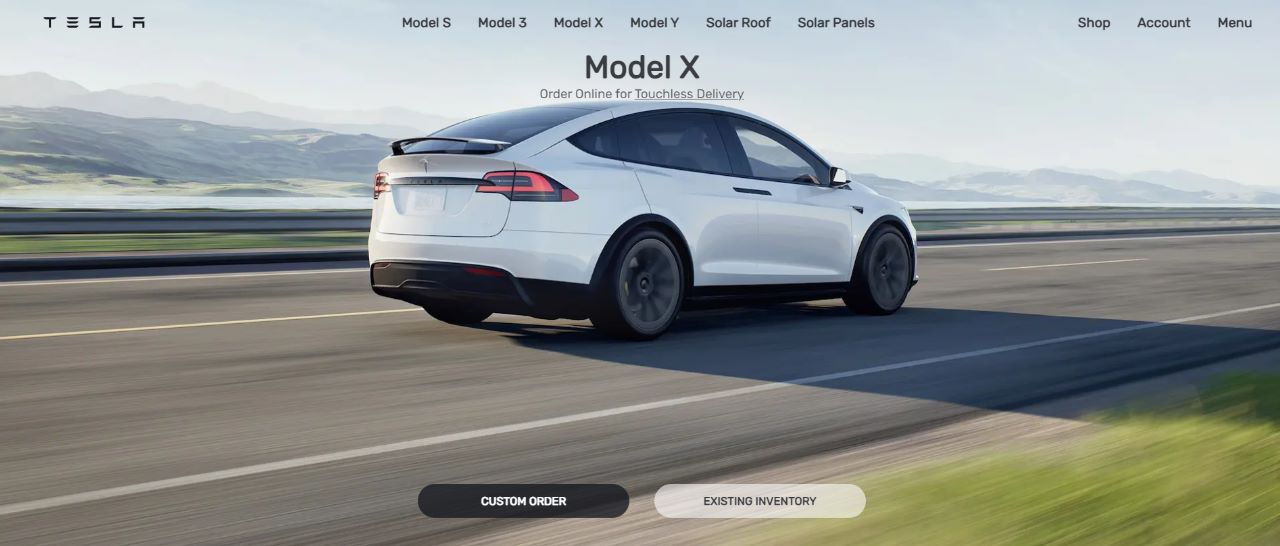 TESLA
Model S Model 3 Model X Model Y Solar Roof Solar Panels
Shop Account Menu
Model X
Order Online for Touchless Delivery
CUSTOM ORDER
EXISTING INVENTORY